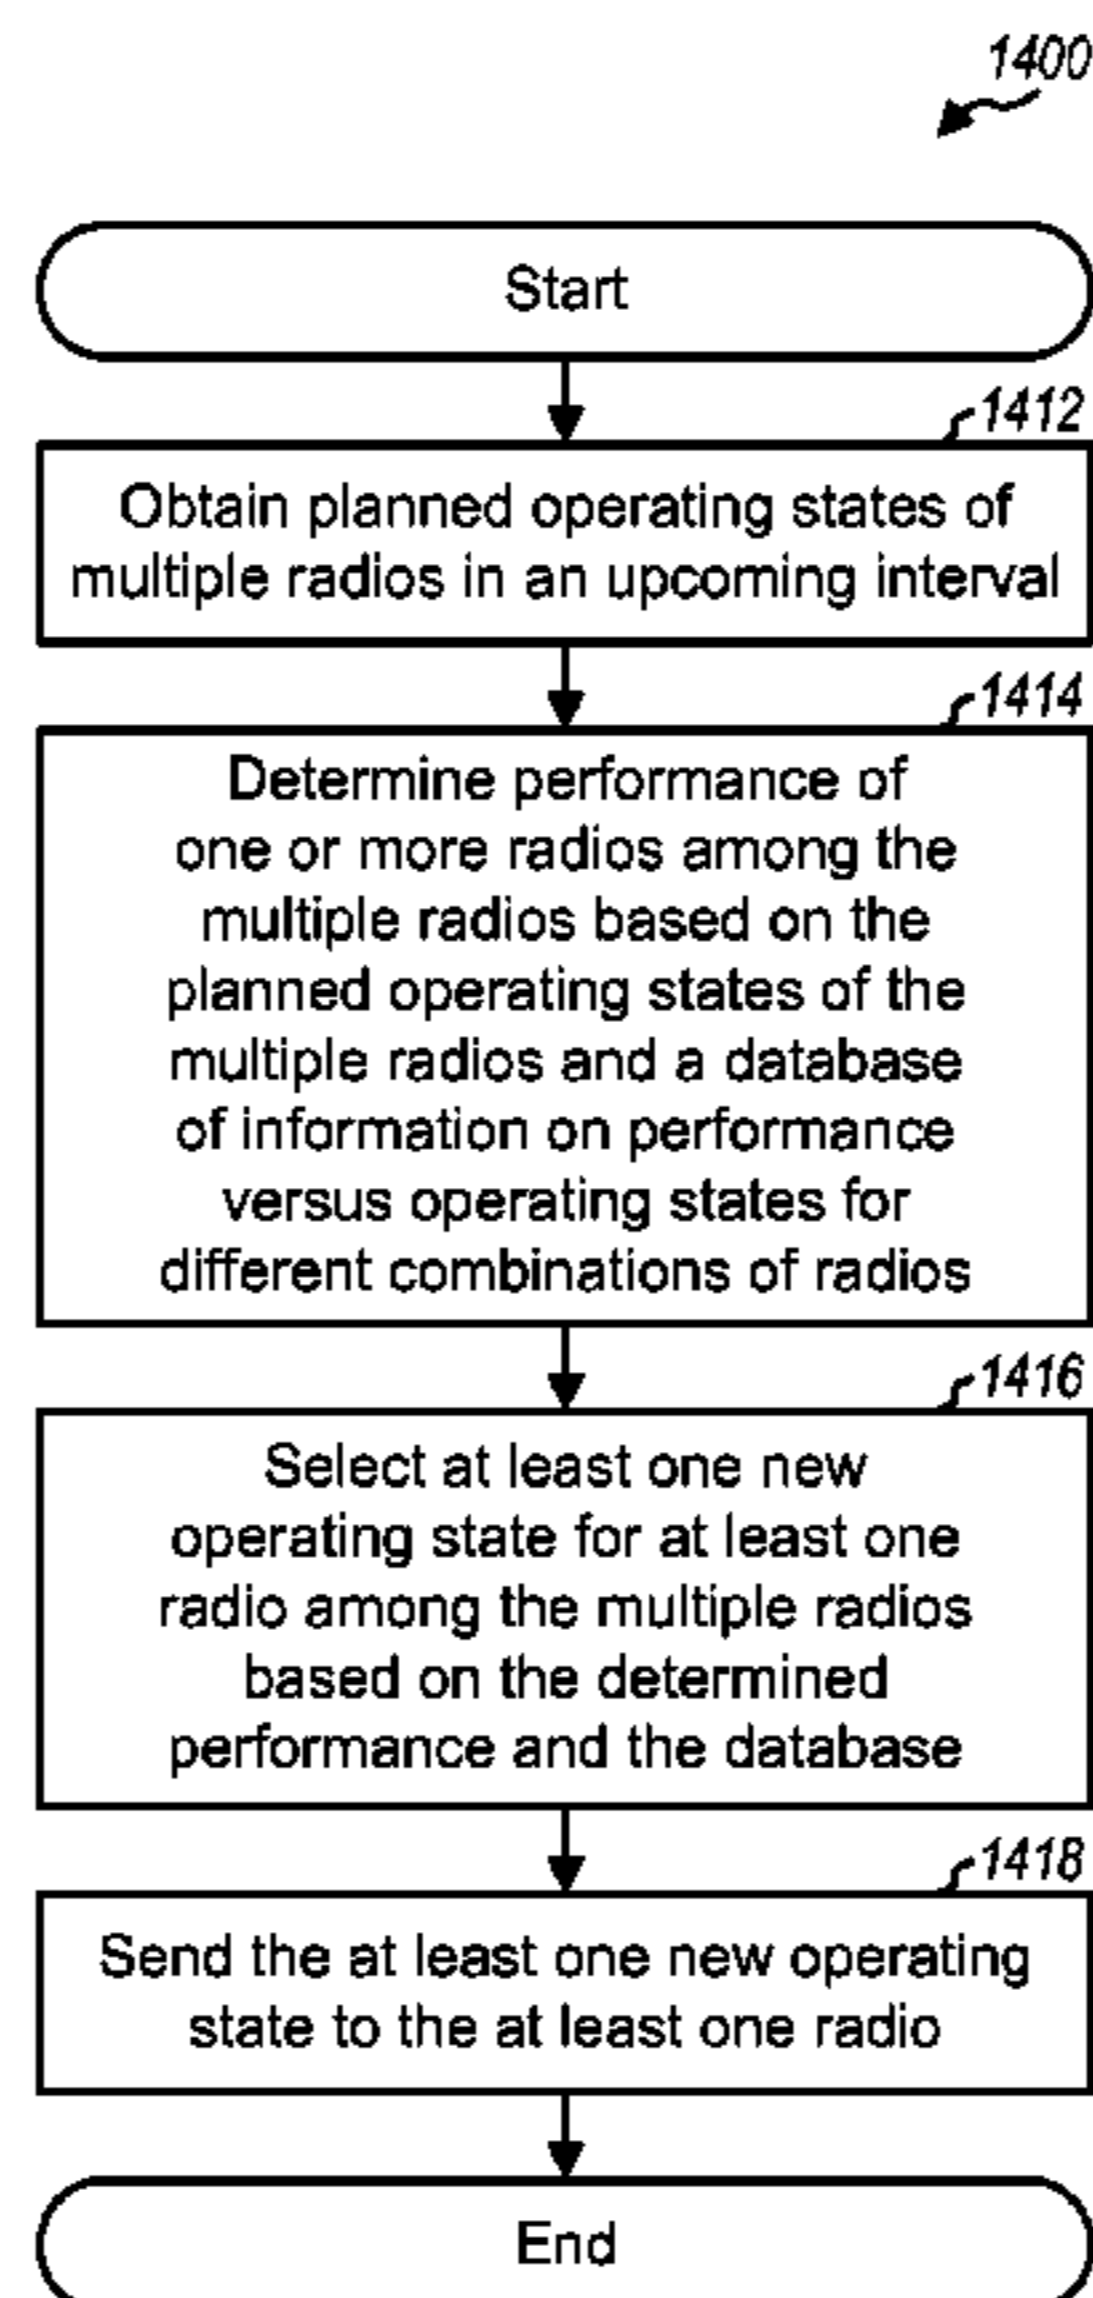 1400
Start
1412
Obtain planned operating states of
multiple radios in an upcoming interval
1414
Determine performance of
one or more radios among the
multiple radios based on the
planned operating states of the
multiple radios and a database
of information on performance
versus operating states for
different combinations of radios
1416
Select at least one new
operating state for at least one
radio among the multiple radios
based on the determined
performance and the database
1418
Send the at least one new operating
state to the at least one radio
End